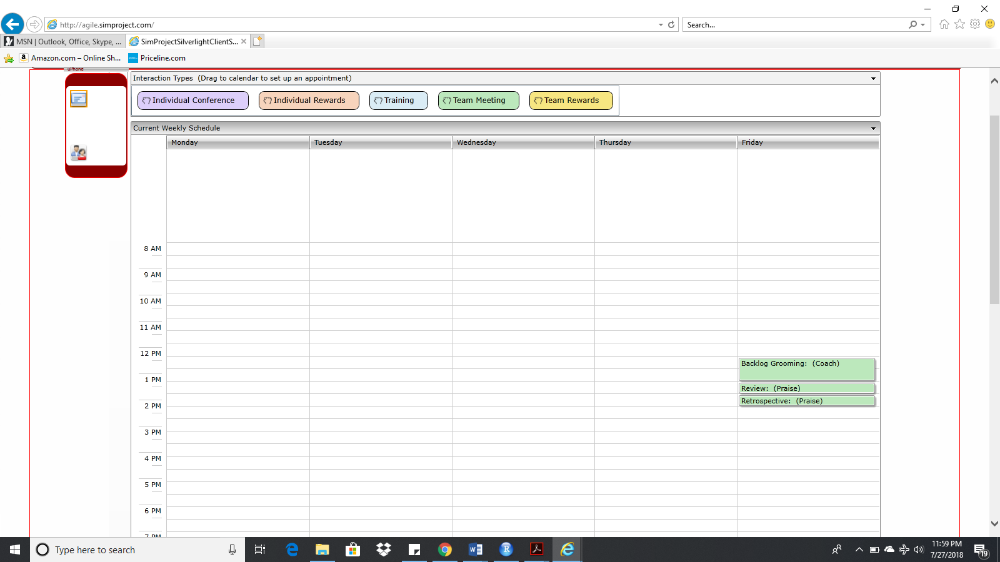 http://agile.simproject.com/
Search...
MSN | Outlook, Office, Skype, ...
SimProjectSilverlightClientS...
Amazon.com – Online Sh...
Priceline.com
uPhone
Interaction Types (Drag to calendar to set up an appointment)
Individual Conference
Individual Rewards
Training
Team Meeting
Team Rewards
Current Weekly Schedule
Monday
Tuesday
Wednesday
Thursday
Friday
8 AM
9 AM
10 AM
11 AM
12 PM
Backlog Grooming: (Coach)
1 PM
Review: (Praise)
Retrospective: (Praise)
2 PM
3 PM
4 PM
5 PM
6 PM
7 PM
Type here to search
11:59 PM
7/27/2018
19